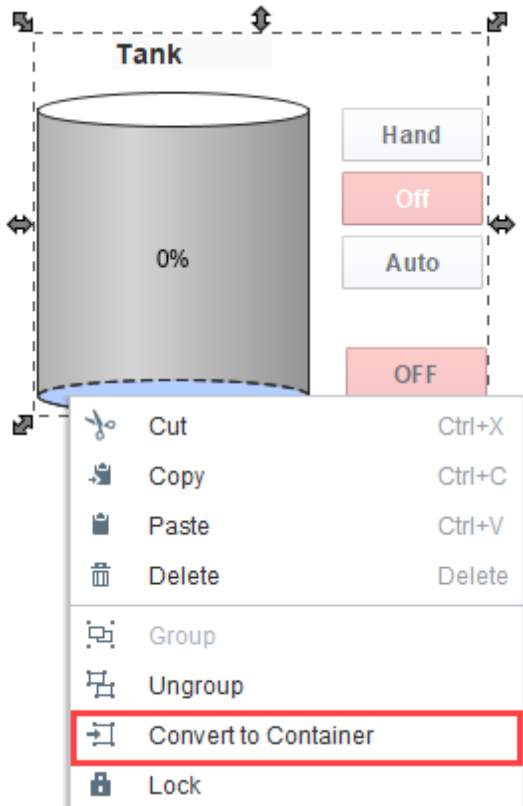 Tank
Hand
Off
0%
Auto
OFF
Cut Ctrl+X
Copy Ctrl+C
Paste Ctrl+V
Delete Delete
Group
Ungroup
Convert to Container
Lock